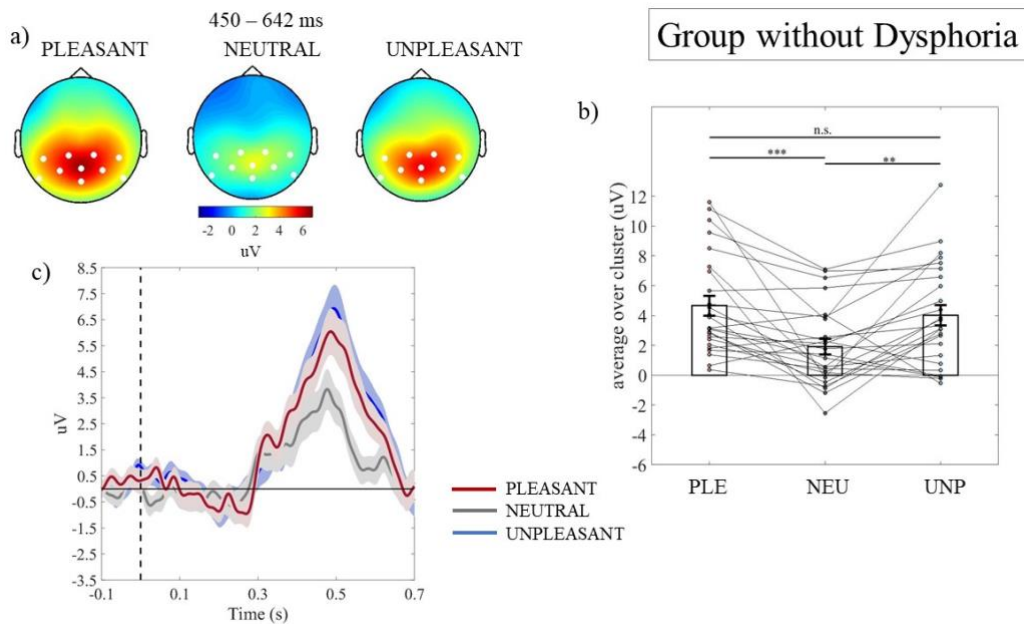 450 – 642 ms
Group without Dysphoria
a)
PLEASANT
NEUTRAL
UNPLEASANT
-2
0
2
4
6
uV
b)
n.s.
***
**
12
10
8
6
4
2
0
-2
-4
-6
average over cluster (uV)
PLE
NEU
UNP
c)
8.5
7.5
6.5
5.5
4.5
3.5
2.5
1.5
0.5
-0.5
-1.5
-2.5
-3.5
uV
-0.1
0.1
0.3
0.5
0.7
Time (s)
PLEASANT
NEUTRAL
UNPLEASANT